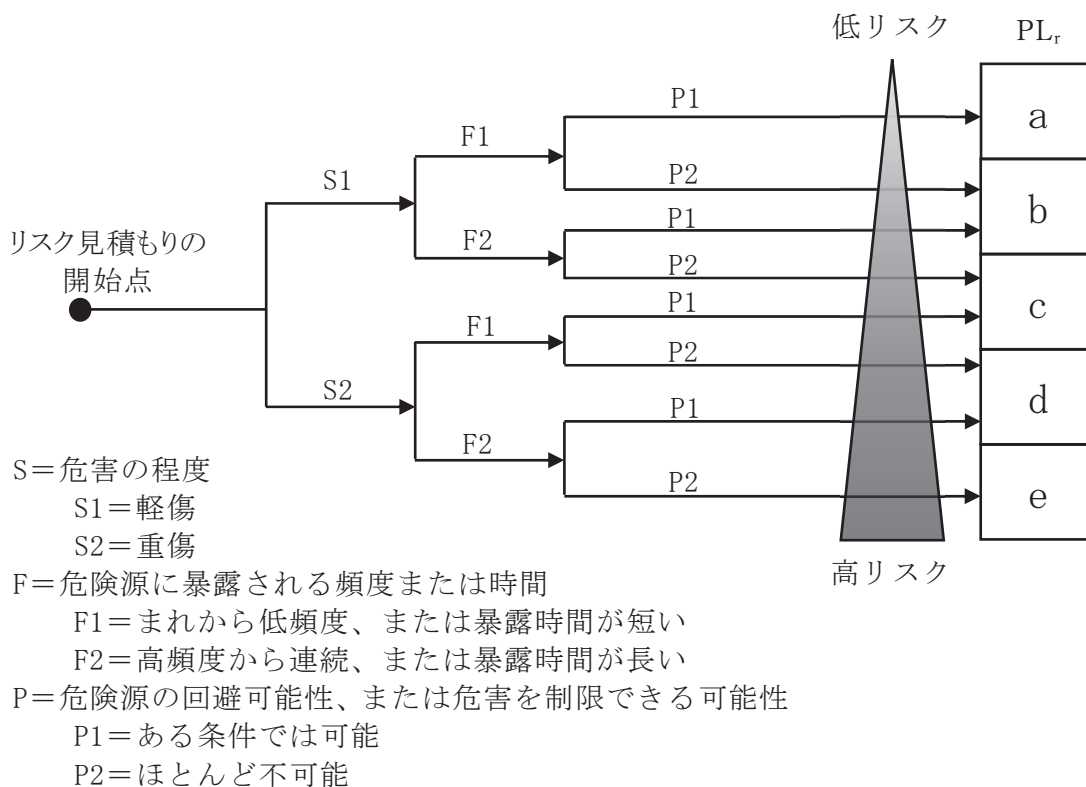 低リスク
PLr
P1
a
F1
S1
P2
b
P1
リスク見積もりの
開始点
F2
P2
c
P1
F1
P2
d
S2
P1
F2
P2
e
S＝危害の程度
S1＝軽傷
S2＝重傷
高リスク
F＝危険源に暴露される頻度または時間
F1＝まれから低頻度、または暴露時間が短い
F2＝高頻度から連続、または暴露時間が長い
P＝危険源の回避可能性、または危害を制限できる可能性
P1＝ある条件では可能
P2＝ほとんど不可能